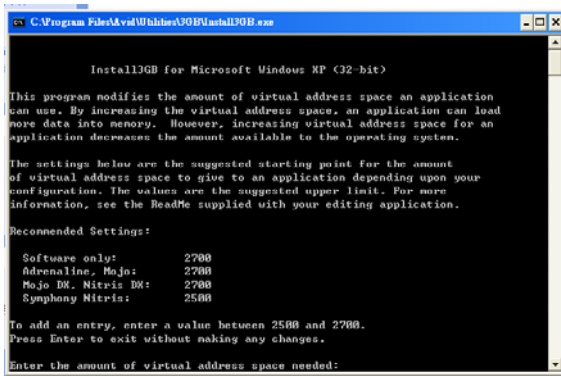 C:\Program Files\Avid\Utilities\3GB\Install3GB.exe
Install3GB for Microsoft Windows XP (32-bit)
This program modifies the amount of virtual address space an application
can use. By increasing the virtual address space, an application can load
more data into memory.  However, increasing virtual address space for an
application decreases the amount available to the operating system.
The settings below are the suggested starting point for the amount
of virtual address space to give to an application depending upon your
configuration. The values are the suggested upper limit. For more
information, see the ReadMe supplied with your editing application.
Recommended Settings:
Software only: 2700
Adrenaline, Mojo: 2700
Mojo DX, Nitris DX: 2700
Symphony Nitris: 2500
To add an entry, enter a value between 2500 and 2700.
Press Enter to exit without making any changes.
Enter the amount of virtual address space needed: